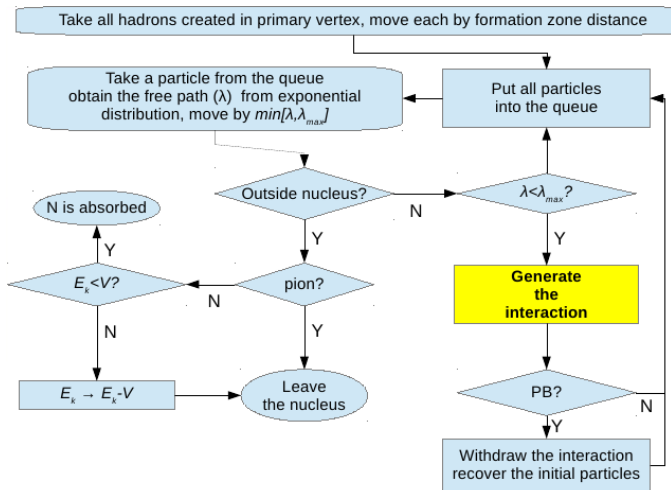 Take all hadrons created in primary vertex, move each by formation zone distance
Take a particle from the queue
obtain the free path (λ) from exponential
distribution, move by min[λ,λmax]
Put all particles
into the queue
Outside nucleus?
N
λ<λmax?
N is absorbed
Y
Y
Y
Ek<V?
N
pion?
Generate
the
interaction
N
Y
Ek → Ek-V
Leave
the nucleus
PB?
N
Y
Withdraw the interaction
recover the initial particles